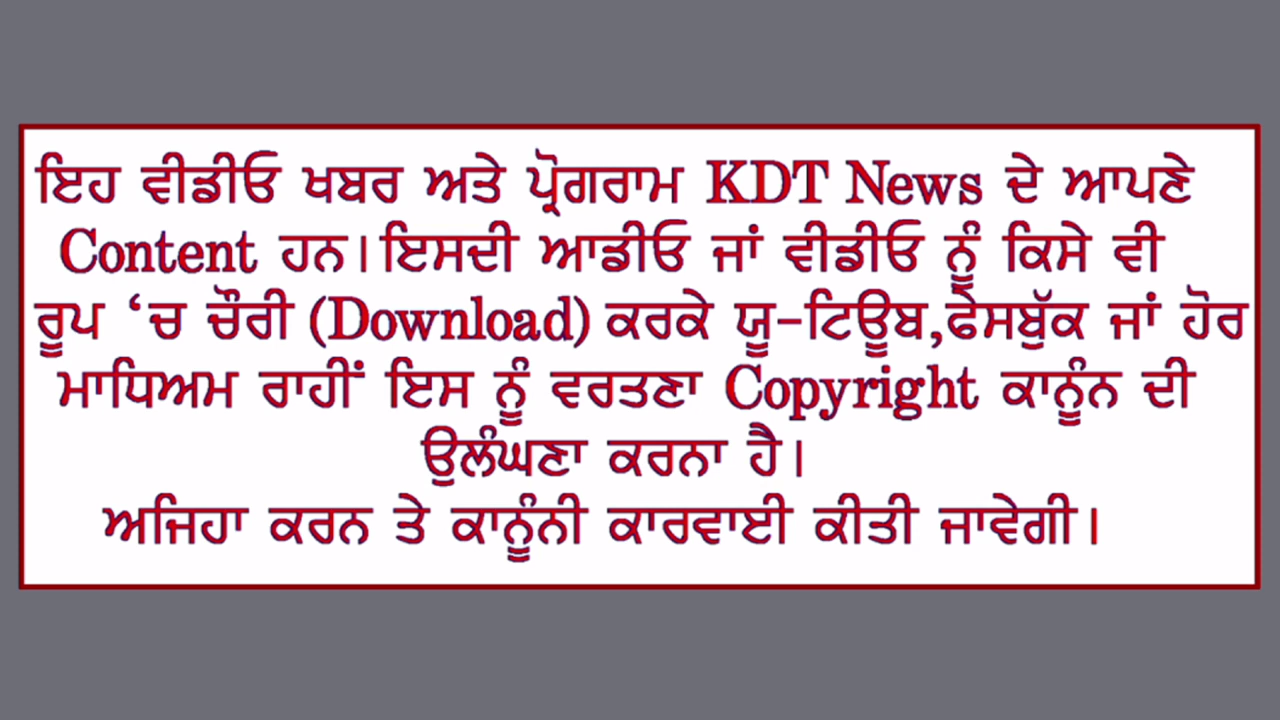 ਇਹ ਵੀਡੀਓ ਖਬਰ ਅਤੇ ਪ੍ਰੋਗਰਾਮ KDT News ਦੇ ਆਪਣੇ
Content ਹਨ।ਇਸਦੀ ਆਡੀਓ ਜਾਂ ਵੀਡੀਓ ਨੂੰ ਕਿਸੇ ਵੀ
ਰੂਪ ‘ਚ ਚੌਰੀ (Download) ਕਰਕੇ ਯੂ-ਟਿਊਬ,ਫੇਸਬੁੱਕ ਜਾਂ ਹੋਰ
ਮਾਧਿਅਮ ਰਾਹੀਂ ਇਸ ਨੂੰ ਵਰਤਣਾ Copyright ਕਾਨੂੰਨ ਦੀ
ਉਲੰਘਣਾ ਕਰਨਾ ਹੈ।
ਅਜਿਹਾ ਕਰਨ ਤੇ ਕਾਨੂੰਨੀ ਕਾਰਵਾਈ ਕੀਤੀ ਜਾਵੇਗੀ।